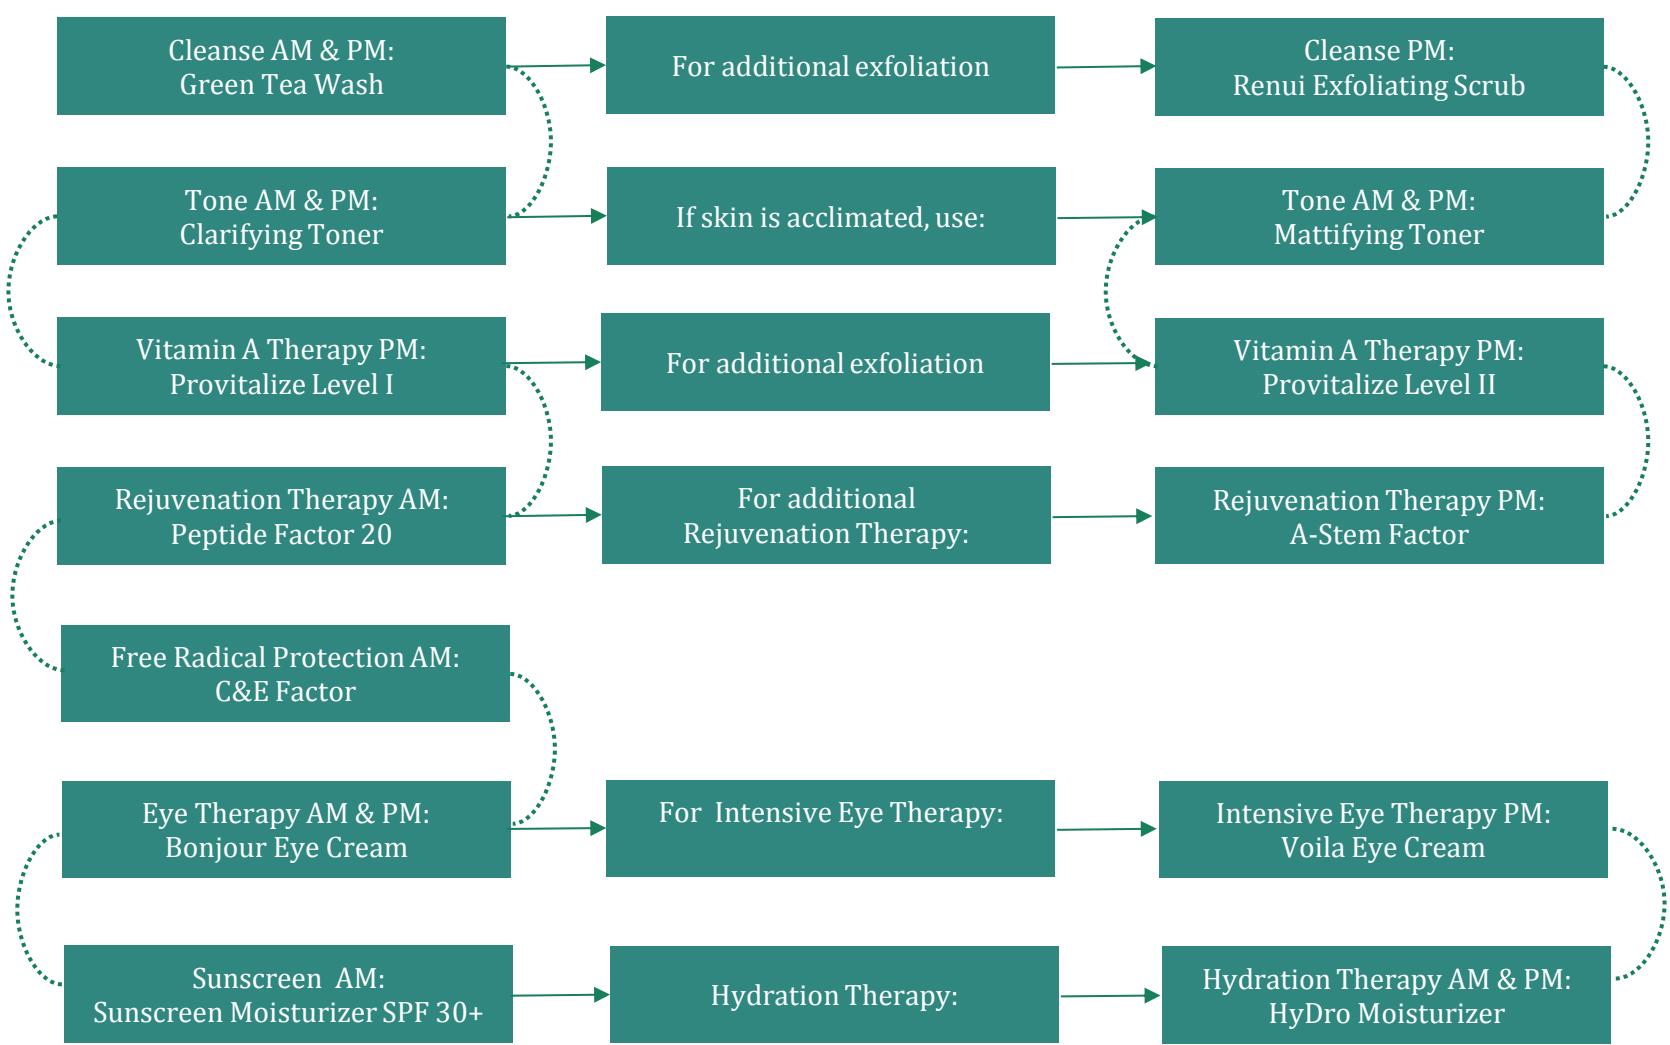 Cleanse AM & PM:
Green Tea Wash
For additional exfoliation
Cleanse PM:
Renui Exfoliating Scrub
Tone AM & PM:
Clarifying Toner
If skin is acclimated, use:
Tone AM & PM:
Mattifying Toner
Vitamin A Therapy PM:
Provitalize Level I
For additional exfoliation
Vitamin A Therapy PM:
Provitalize Level II
Rejuvenation Therapy AM:
Peptide Factor 20
For additional
Rejuvenation Therapy:
Rejuvenation Therapy PM:
A-Stem Factor
Free Radical Protection AM:
C&E Factor
Eye Therapy AM & PM:
Bonjour Eye Cream
For Intensive Eye Therapy:
Intensive Eye Therapy PM:
Voila Eye Cream
Sunscreen AM:
Sunscreen Moisturizer SPF 30+
Hydration Therapy:
Hydration Therapy AM & PM:
HyDro Moisturizer